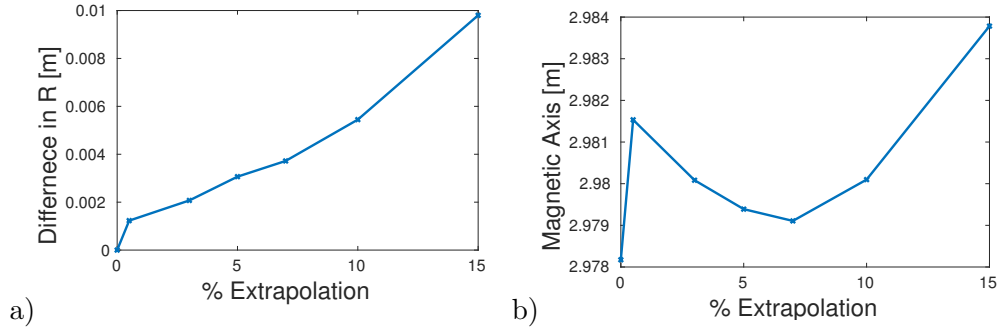 0.01
0.008
0.006
0.004
0.002
0
0 5 10 15
Differnece in R [m]
% Extrapolation
a)
2.984
2.983
2.982
2.981
2.98
2.979
2.978
0 5 10 15
Magnetic Axis [m]
% Extrapolation
b)